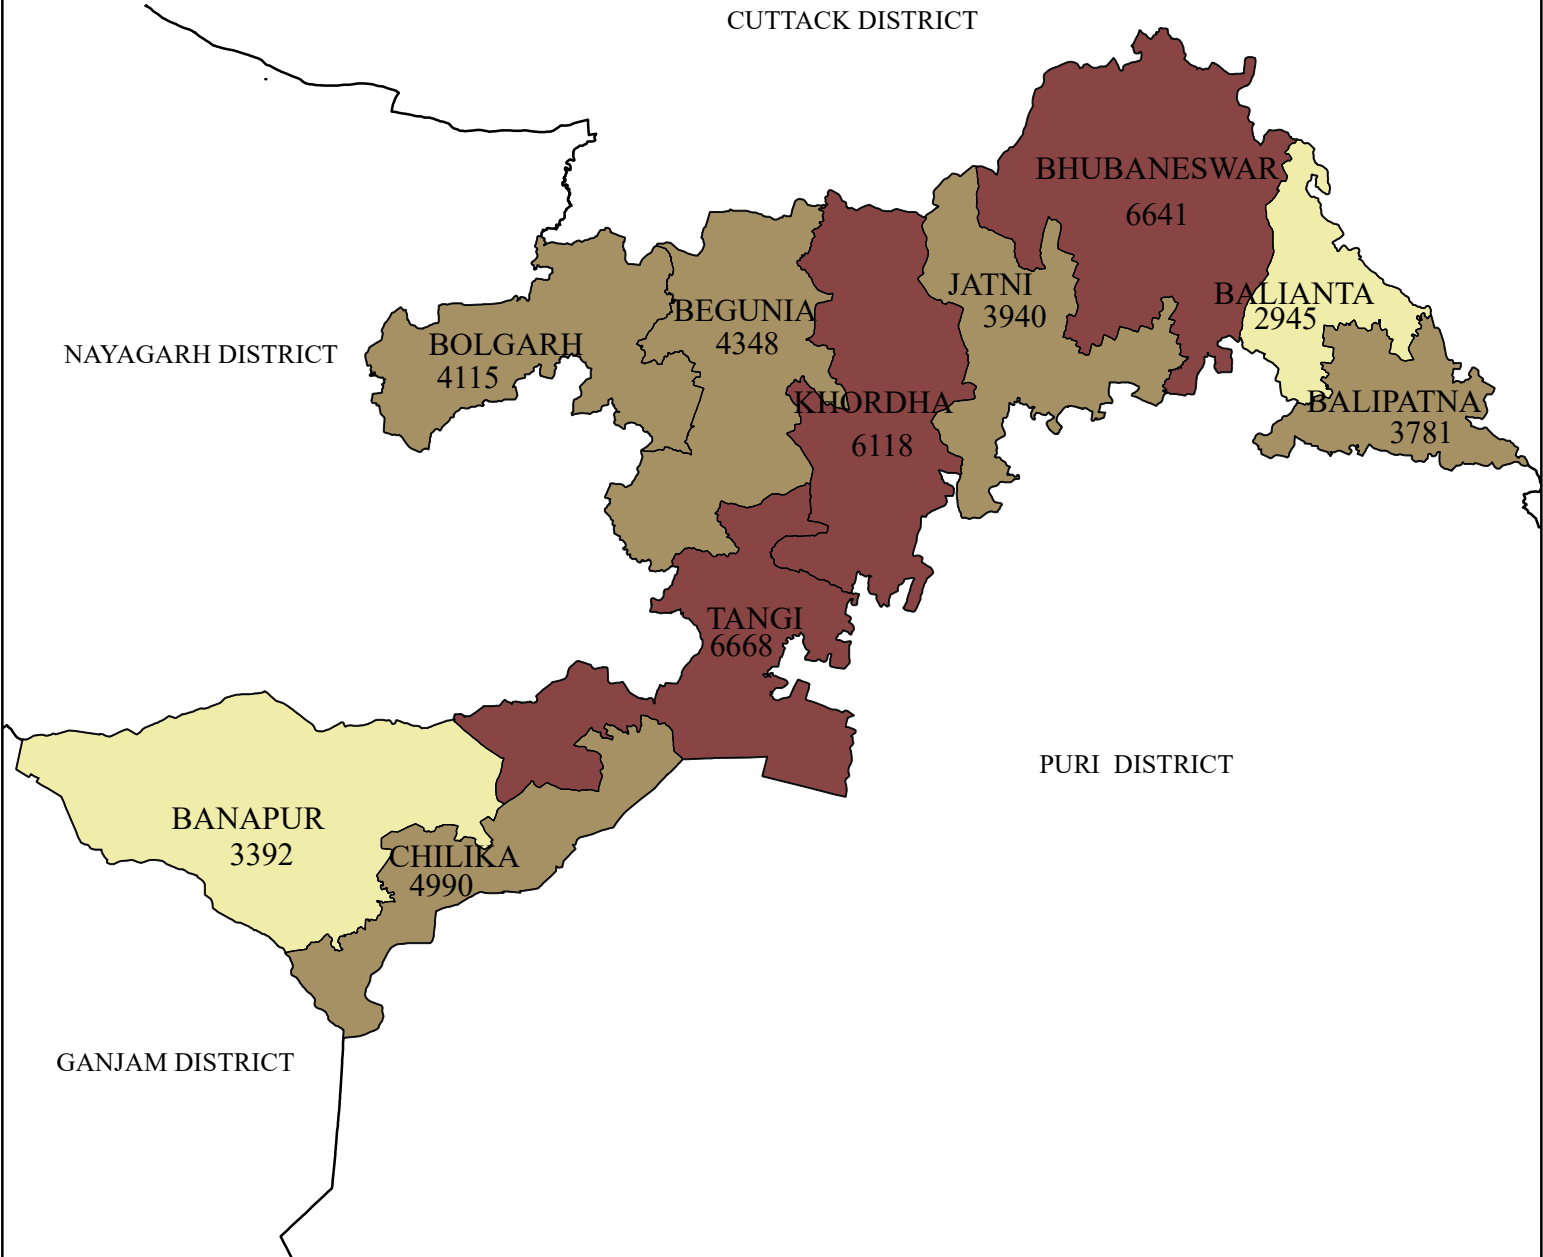 CUTTACK DISTRICT
BHUBANESWAR
6641
JATNI
3940
BALIANTA
2945
BEGUNIA
4348
NAYAGARH DISTRICT
BOLGARH
4115
KHORDHA
6118
BALIPATNA
3781
TANGI
6668
PURI DISTRICT
BANAPUR
3392
CHILIKA
4990
GANJAM DISTRICT